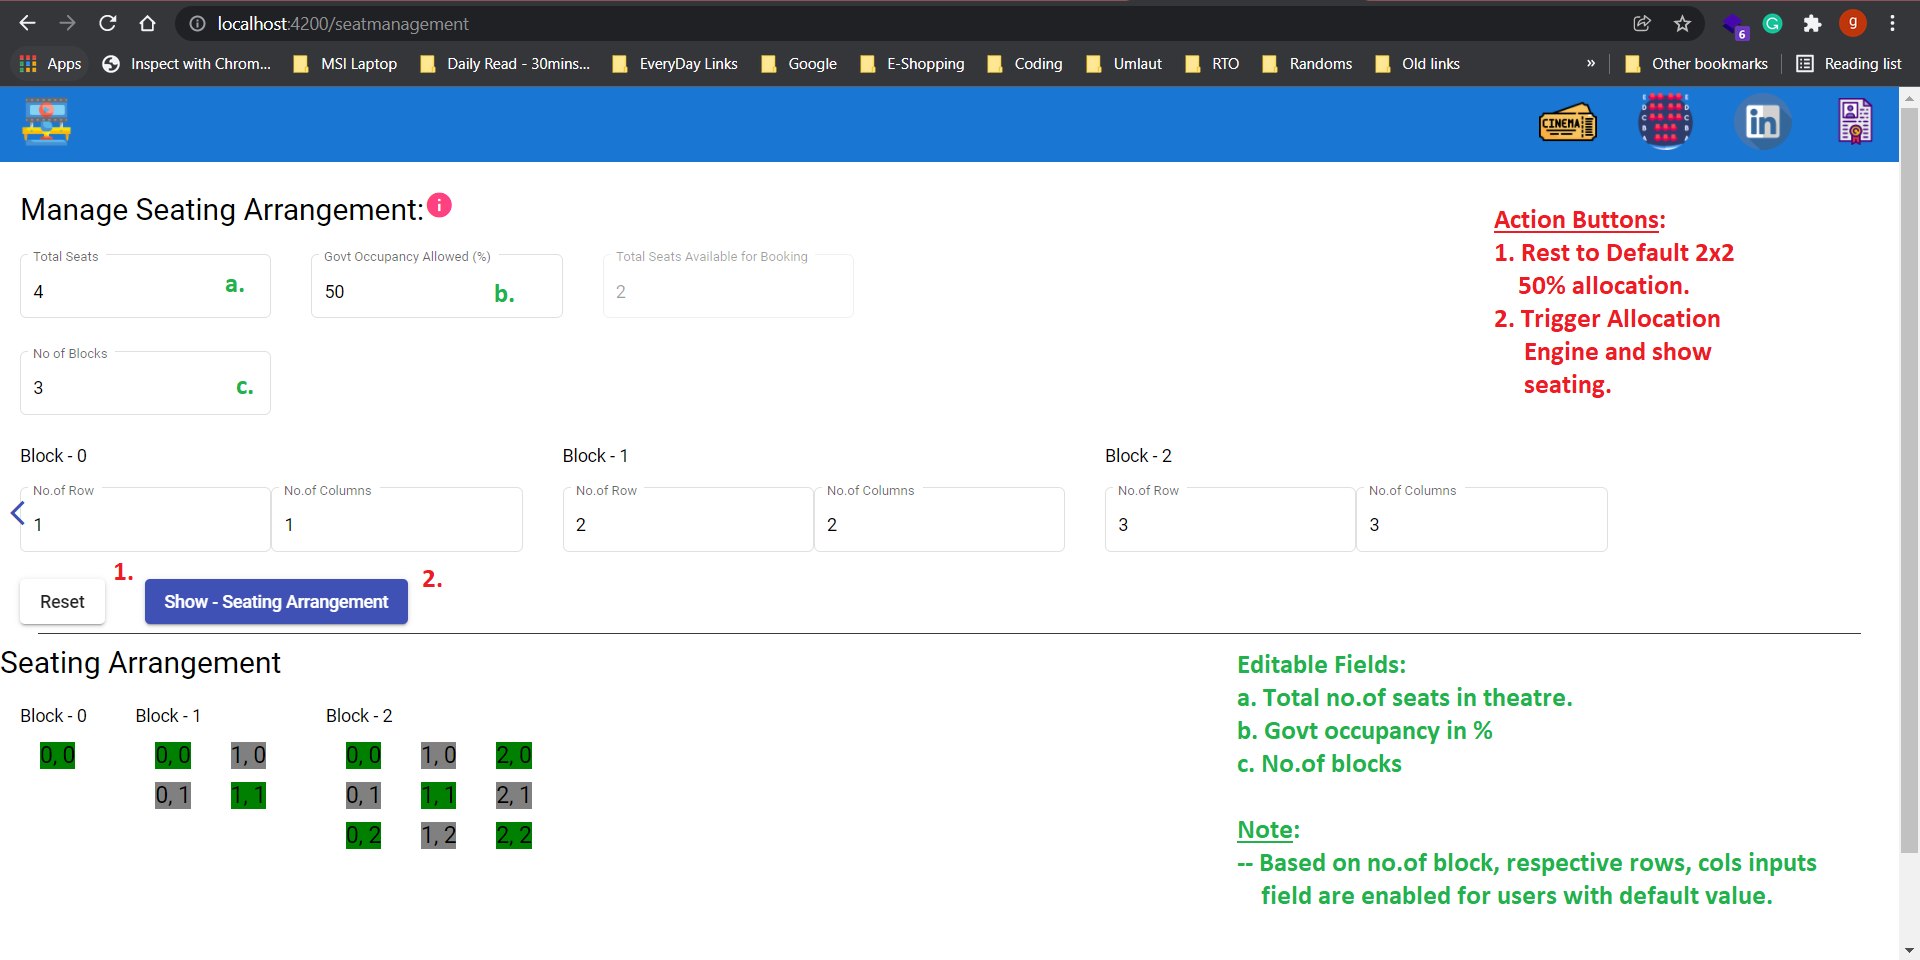 localhost:4200/seatmanagement
6
g
Apps
Inspect with Chrom...
MSI Laptop
Daily Read - 30mins...
EveryDay Links
Google
E-Shopping
Coding
Umlaut
RTO
Randoms
Old links
»
Other bookmarks
Reading list
CINEMA
in
Manage Seating Arrangement:
i
Total Seats
4
a.
Govt Occupancy Allowed (%)
50
b.
Total Seats Available for Booking
2
No of Blocks
3
c.
Action Buttons:
1. Rest to Default 2x2
50% allocation.
2. Trigger Allocation
Engine and show
seating.
Block - 0
No.of Row
1
No.of Columns
1
Block - 1
No.of Row
2
No.of Columns
2
Block - 2
No.of Row
3
No.of Columns
3
Reset
1.
Show - Seating Arrangement
2.
Seating Arrangement
Block - 0
0, 0
Block - 1
0, 0 1, 0
0, 1 1, 1
Block - 2
0, 0 1, 0 2, 0
0, 1 1, 1 2, 1
0, 2 1, 2 2, 2
Editable Fields:
a. Total no.of seats in theatre.
b. Govt occupancy in %
c. No.of blocks
Note:
-- Based on no.of block, respective rows, cols inputs
field are enabled for users with default value.